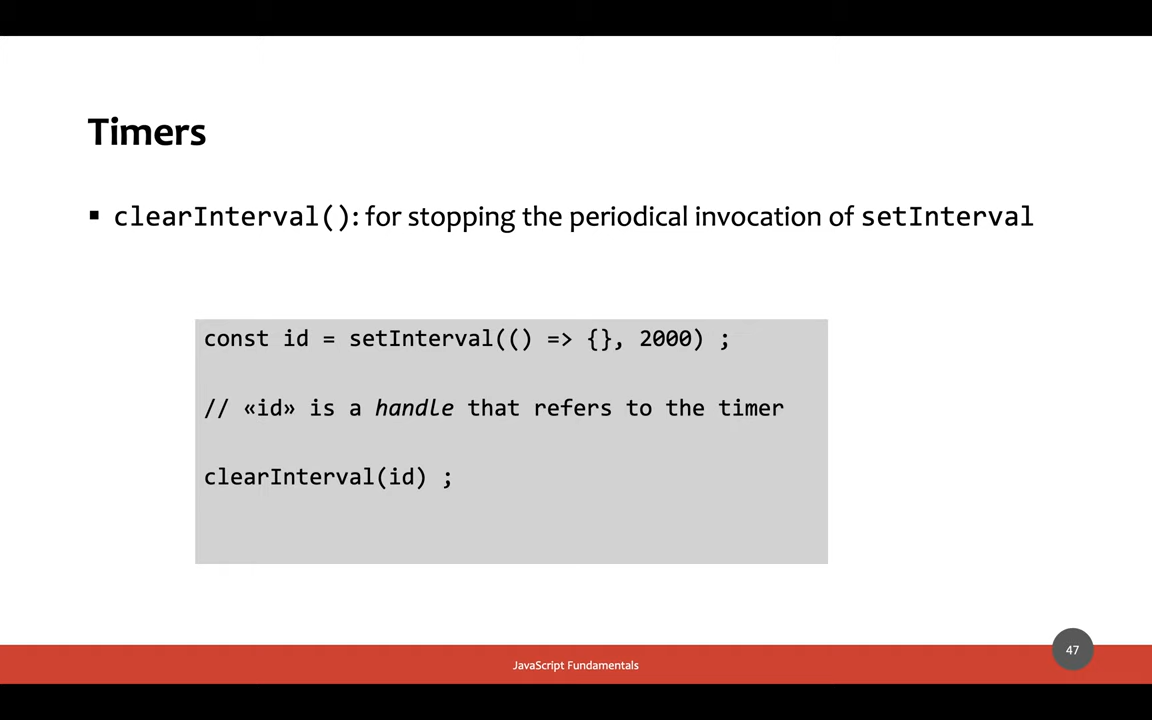 Timers
▪ clearInterval(): for stopping the periodical invocation of setInterval
const id = setInterval(() => {}, 2000) ;
// «id» is a handle that refers to the timer
clearInterval(id) ;
47
JavaScript Fundamentals